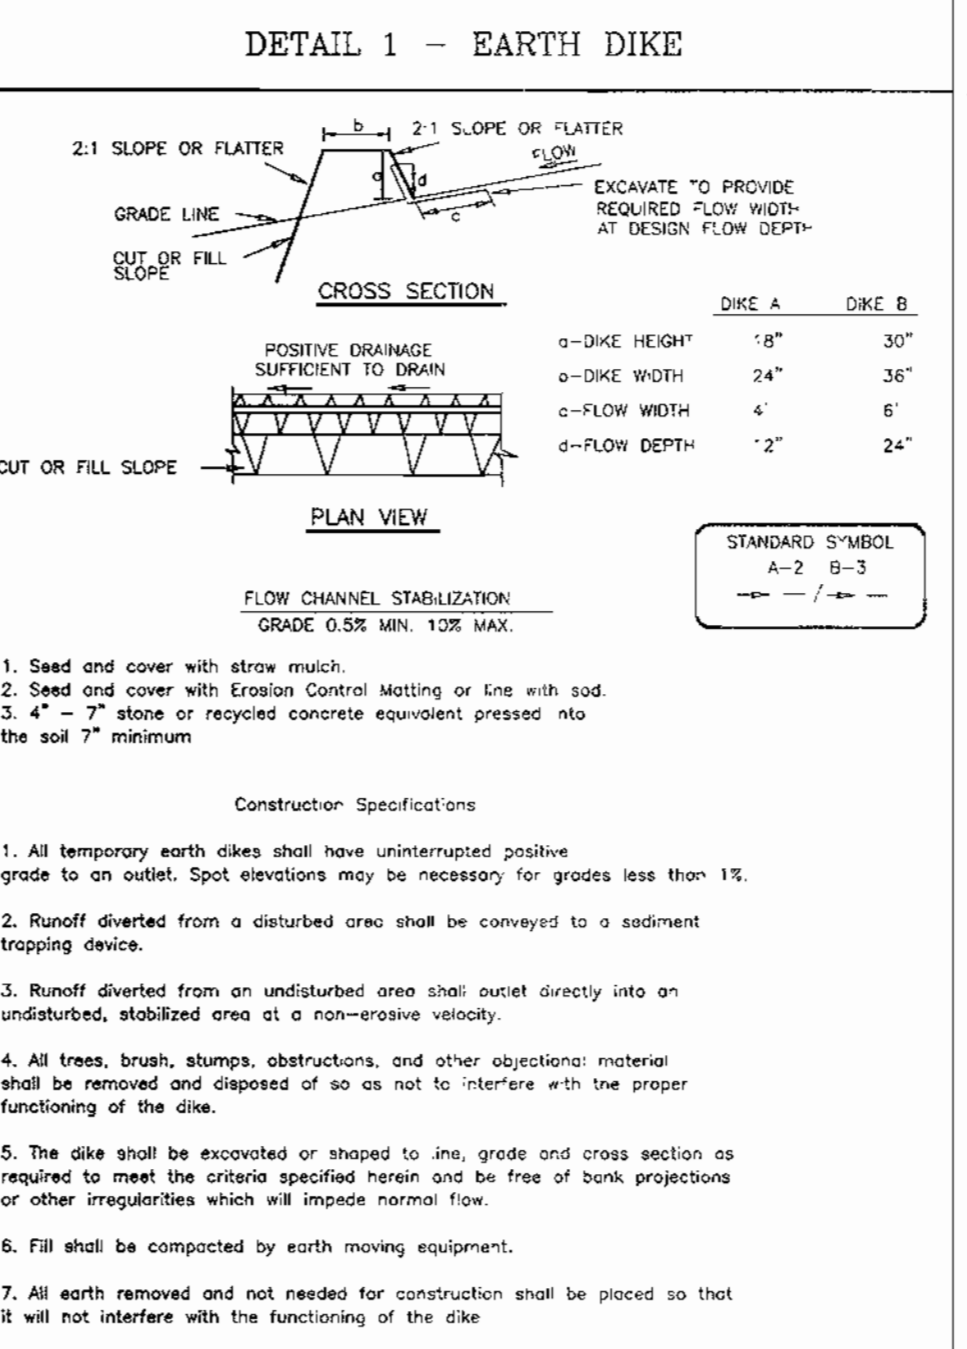 DETAIL 1 – EARTH DIKE
b
2:1 SLOPE OR FLATTER
2:1 SLOPE OR FLATTER
FLOW
a
d
EXCAVATE TO PROVIDE
REQUIRED FLOW WIDTH
AT DESIGN FLOW DEPTH
GRADE LINE
c
CUT OR FILL
SLOPE
CROSS SECTION
DIKE A DIKE B
a–DIKE HEIGHT 18" 30"
b–DIKE WIDTH 24" 36"
c–FLOW WIDTH 4' 6'
d–FLOW DEPTH 12" 24"
POSITIVE DRAINAGE
SUFFICIENT TO DRAIN
CUT OR FILL SLOPE
PLAN VIEW
STANDARD SYMBOL
A–2 B–3
FLOW CHANNEL STABILIZATION
GRADE 0.5% MIN. 10% MAX.
1. Seed and cover with straw mulch.
2. Seed and cover with Erosion Control Matting or line with sod.
3. 4" – 7" stone or recycled concrete equivalent pressed into
the soil 7" minimum
Construction Specifications
1. All temporary earth dikes shall have uninterrupted positive
grade to an outlet. Spot elevations may be necessary for grades less than 1%.
2. Runoff diverted from a disturbed area shall be conveyed to a sediment
trapping device.
3. Runoff diverted from an undisturbed area shall outlet directly into an
undisturbed, stabilized area at a non–erosive velocity.
4. All trees, brush, stumps, obstructions, and other objectional material
shall be removed and disposed of so as not to interfere with the proper
functioning of the dike.
5. The dike shall be excavated or shaped to line, grade and cross section as
required to meet the criteria specified herein and be free of bank projections
or other irregularities which will impede normal flow.
6. Fill shall be compacted by earth moving equipment.
7. All earth removed and not needed for construction shall be placed so that
it will not interfere with the functioning of the dike